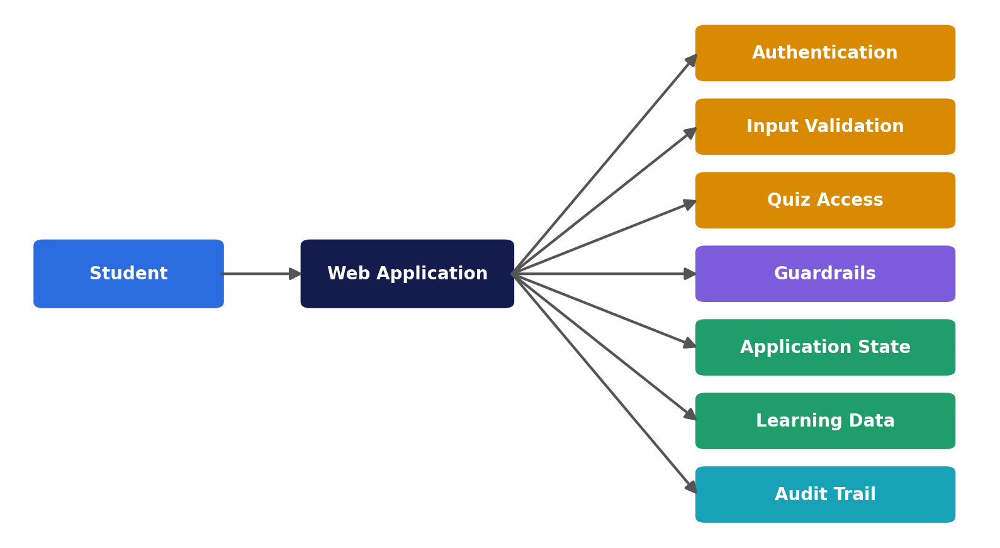 Student
Web Application
Authentication
Input Validation
Quiz Access
Guardrails
Application State
Learning Data
Audit Trail